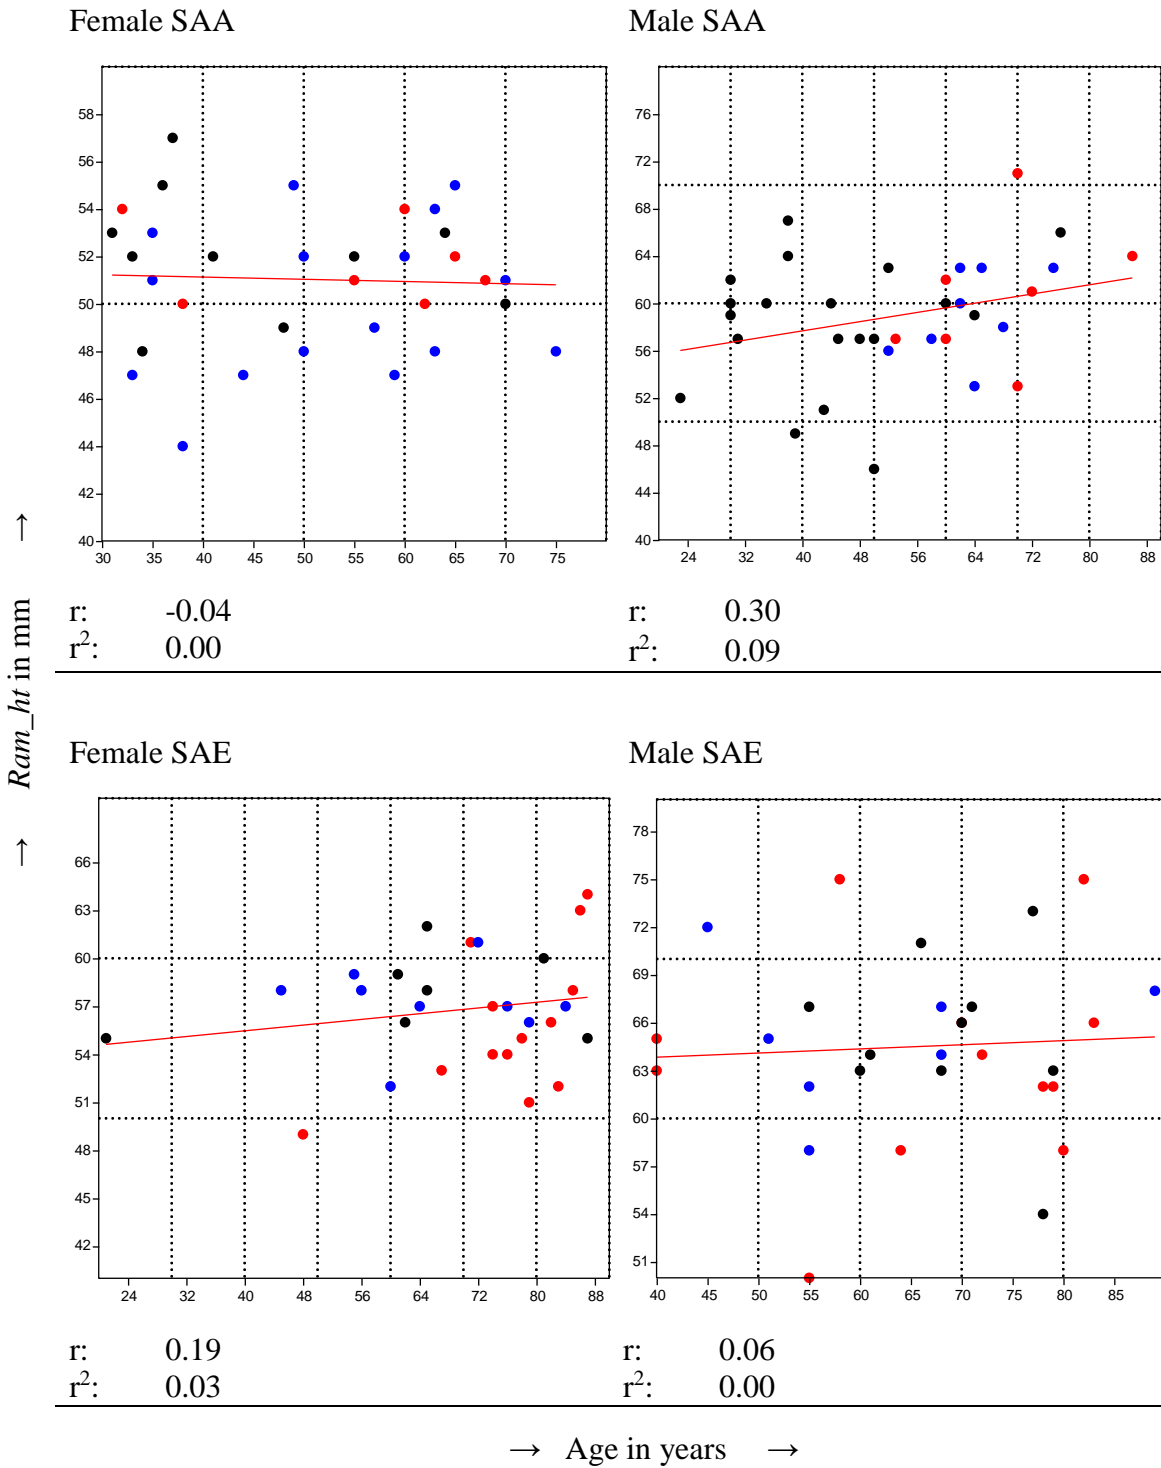 Female SAA
Male SAA
58
56
54
52
50
48
46
44
42
40
30 35 40 45 50 55 60 65 70 75
76
72
68
64
60
56
52
48
44
40
24 32 40 48 56 64 72 80 88
r: -0.04
r²: 0.00
r: 0.30
r²: 0.09
→ Ram_ht in mm →
Female SAE
Male SAE
66
63
60
57
54
51
48
45
42
24 32 40 48 56 64 72 80 88
78
75
72
69
66
63
60
57
54
51
40 45 50 55 60 65 70 75 80 85
r: 0.19
r²: 0.03
r: 0.06
r²: 0.00
→ Age in years →